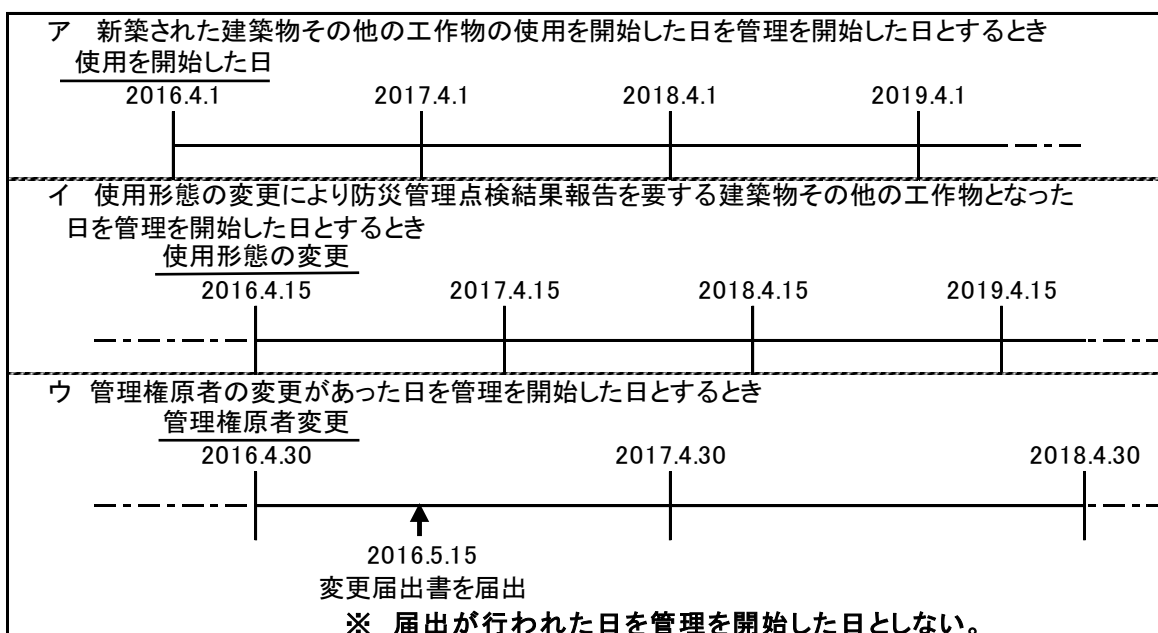 ア 新築された建築物その他の工作物の使用を開始した日を管理を開始した日とするとき
使用を開始した日
2016.4.1 2017.4.1 2018.4.1 2019.4.1
イ 使用形態の変更により防災管理点検結果報告を要する建築物その他の工作物となった
日を管理を開始した日とするとき
使用形態の変更
2016.4.15 2017.4.15 2018.4.15 2019.4.15
ウ 管理権原者の変更があった日を管理を開始した日とするとき
管理権原者変更
2016.4.30 2017.4.30 2018.4.30
2016.5.15
変更届出書を届出
※ 届出が行われた日を管理を開始した日としない。